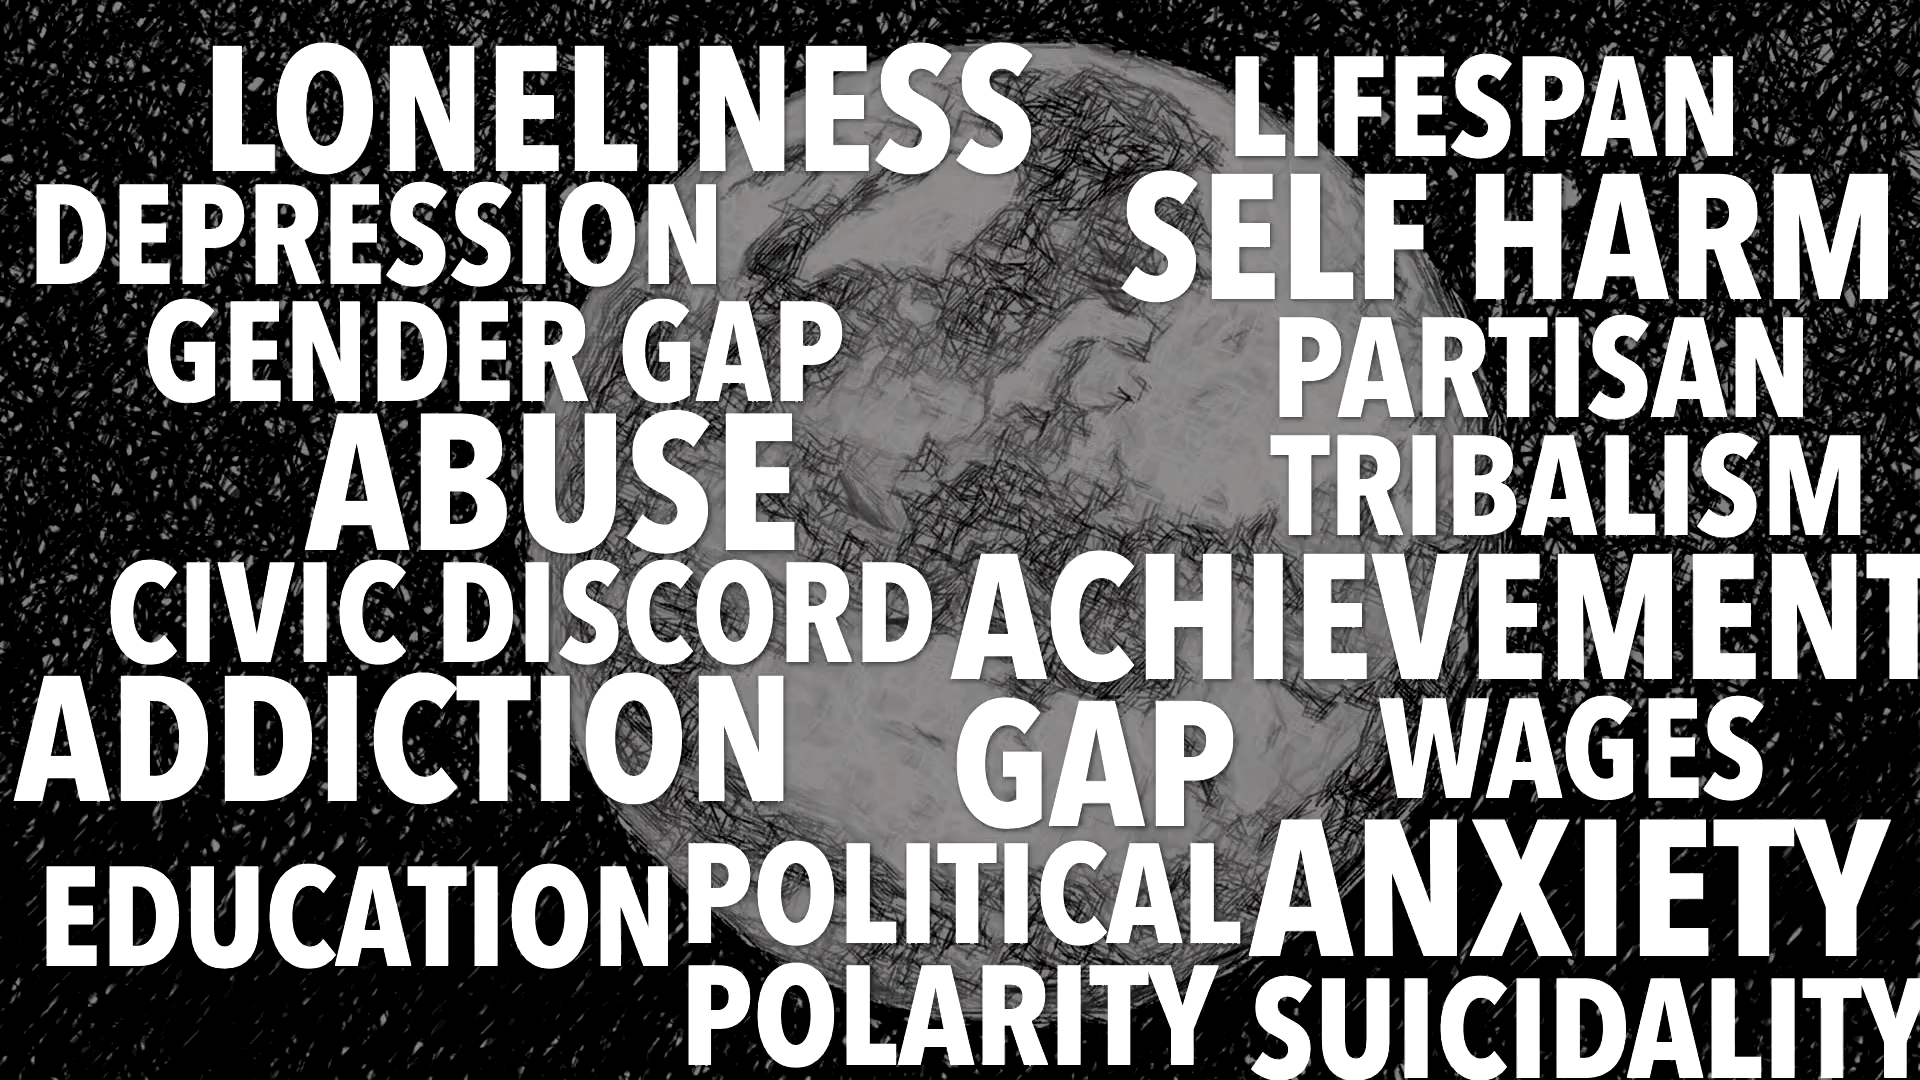 LONELINESS
DEPRESSION
GENDER GAP
ABUSE
CIVIC DISCORD
ADDICTION
EDUCATION
LIFESPAN
SELF HARM
PARTISAN
TRIBALISM
ACHIEVEMENT
GAP
WAGES
POLITICAL
POLARITY
ANXIETY
SUICIDALITY